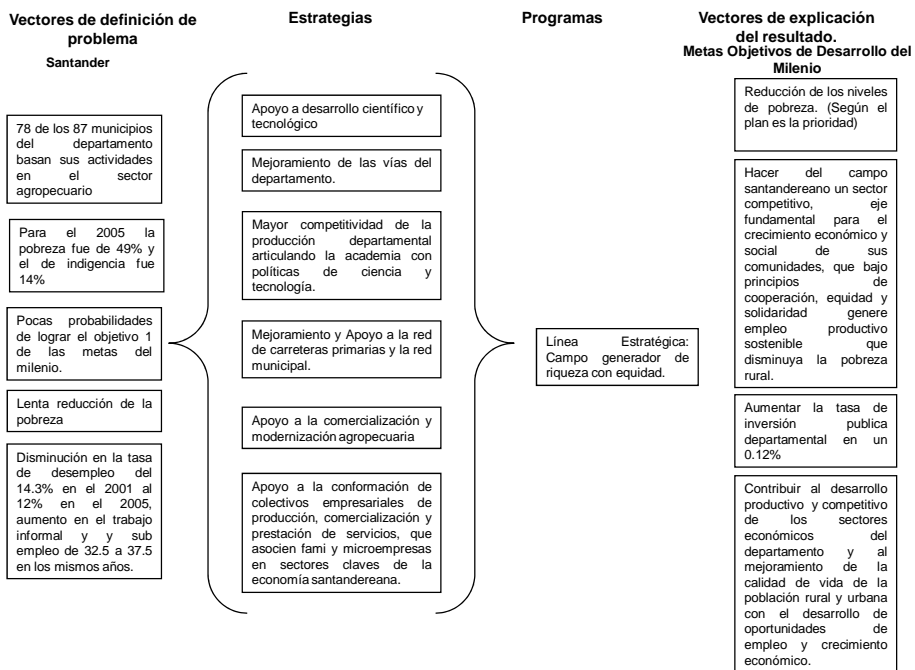 Vectores de definición de
problema
Santander
78 de los 87 municipios
del departamento
basan sus actividades
en el sector
agropecuario
Para el 2005 la
pobreza fue de 49% y
el de indigencia fue
14%
Pocas probabilidades
de lograr el objetivo 1
de las metas del
milenio.
Lenta reducción de la
pobreza
Disminución en la tasa
de desempleo del
14.3% en el 2001 al
12% en el 2005,
aumento en el trabajo
informal y y sub
empleo de 32.5 a 37.5
en los mismos años.
Estrategias
Apoyo a desarrollo científico y
tecnológico
Mejoramiento de las vías del
departamento.
Mayor competitividad de la
producción departamental
articulando la academia con
políticas de ciencia y
tecnología.
Mejoramiento y Apoyo a la red
de carreteras primarias y la red
municipal.
Apoyo a la comercialización y
modernización agropecuaria
Apoyo a la conformación de
colectivos empresariales de
producción, comercialización y
prestación de servicios, que
asocien fami y microempresas
en sectores claves de la
economía santandereana.
Programas
Línea Estratégica:
Campo generador de
riqueza con equidad.
Vectores de explicación
del resultado.
Metas Objetivos de Desarrollo del
Milenio
Reducción de los niveles
de pobreza. (Según el
plan es la prioridad)
Hacer del campo
santandereano un sector
competitivo, eje
fundamental para el
crecimiento económico y
social de sus
comunidades, que bajo
principios de
cooperación, equidad y
solidaridad genere
empleo productivo
sostenible que
disminuya la pobreza
rural.
Aumentar la tasa de
inversión publica
departamental en un
0.12%
Contribuir al desarrollo
productivo y competitivo
de los sectores
económicos del
departamento y al
mejoramiento de la
calidad de vida de la
población rural y urbana
con el desarrollo de
oportunidades de
empleo y crecimiento
económico.